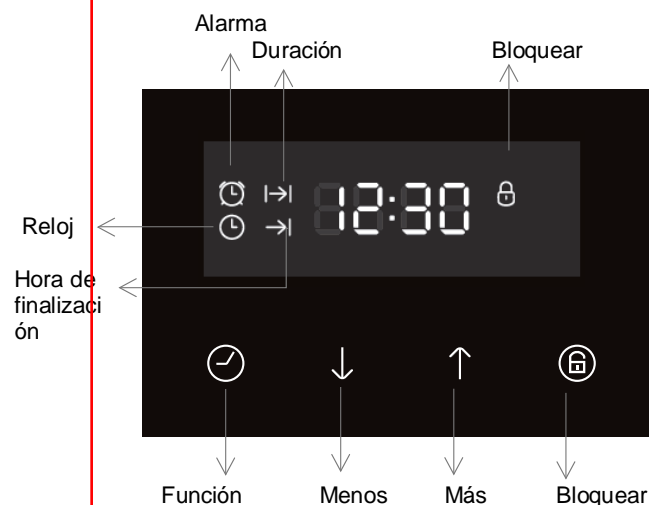 Alarma
Duración
Bloquear
12:30
Reloj
Hora de
finalizaci
ón
Función
Menos
Más
Bloquear